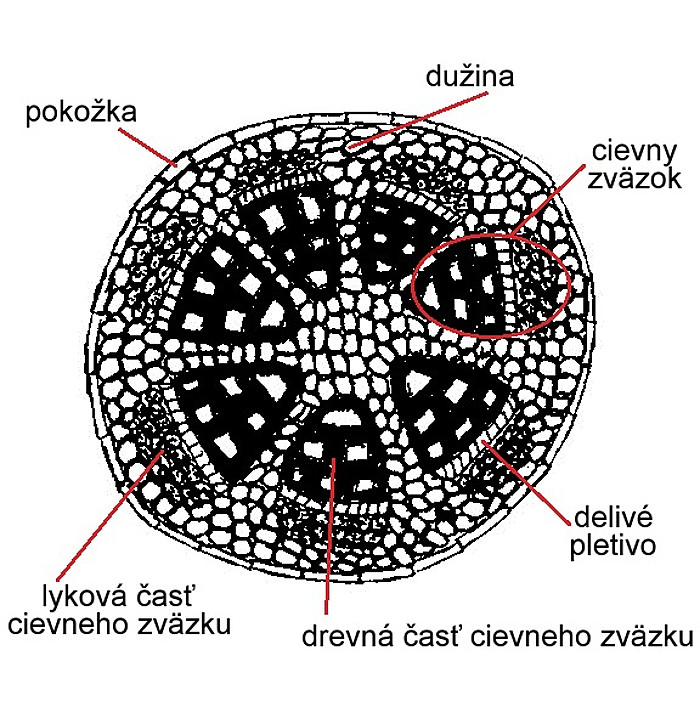 dužina
pokožka
cievny
zväzok
delivé
pletivo
lyková časť
cievneho zväzku
drevná časť cievneho zväzku